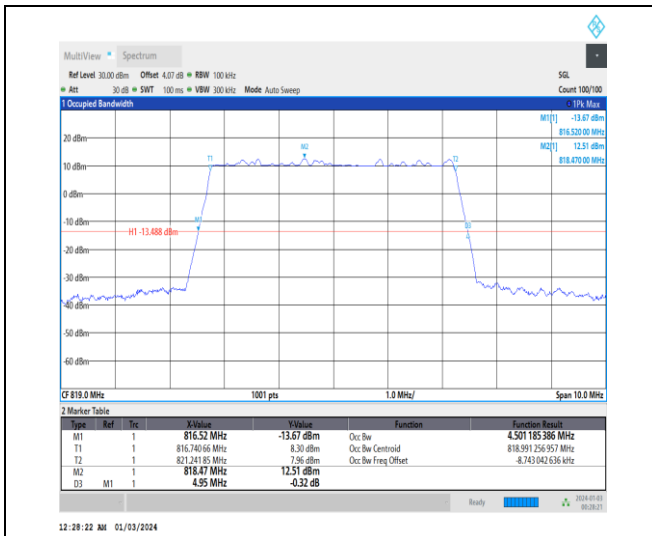 MultiView Spectrum
Ref Level 30.00 dBm Offset 4.07 dB RBW 100 kHz SGL
Att 30 dB SWT 100 ms VBW 300 kHz Mode Auto Sweep Count 100/100
1 Occupied Bandwidth 1Pk Max
M1[1] -13.67 dBm
816.520 00 MHz
M2[1] 12.51 dBm
818.470 00 MHz
20 dBm
M2
T1 T2
10 dBm
0 dBm
-10 dBm
M1 D3
H1 -13.488 dBm
-20 dBm
-30 dBm
-40 dBm
-50 dBm
-60 dBm
CF 819.0 MHz 1001 pts 1.0 MHz/ Span 10.0 MHz
2 Marker Table
Type Ref Trc X-Value Y-Value Function Function Result
M1 1 816.52 MHz -13.67 dBm Occ Bw 4.501 185 386 MHz
T1 1 816.740 66 MHz 8.30 dBm Occ Bw Centroid 818.991 256 957 MHz
T2 1 821.241 85 MHz 7.96 dBm Occ Bw Freq Offset -8.743 042 636 kHz
M2 1 818.47 MHz 12.51 dBm
D3 M1 1 4.95 MHz -0.32 dB
Ready 2024-01-03
00:28:21
12:28:22 AM 01/03/2024